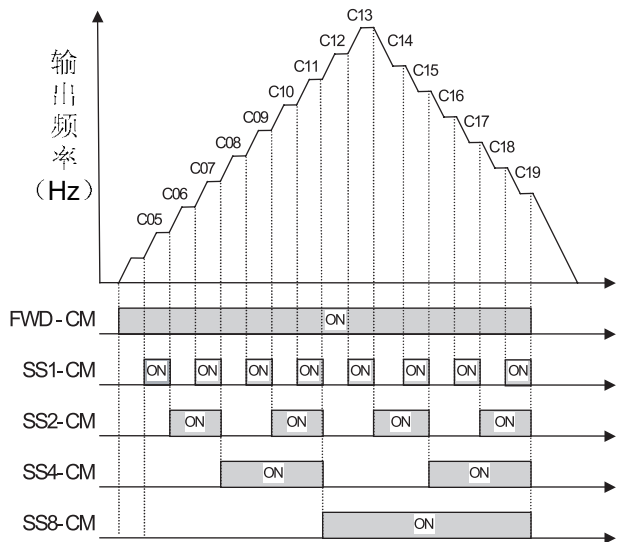 C13
C12
C14
C11
C15
C10
C16
C09
C17
C08
C18
C07
C19
C06
C05
输出频率
(Hz)
FWD-CM
ON
SS1-CM
ON ON ON ON ON ON ON ON
SS2-CM
ON ON ON ON
SS4-CM
ON ON
SS8-CM
ON